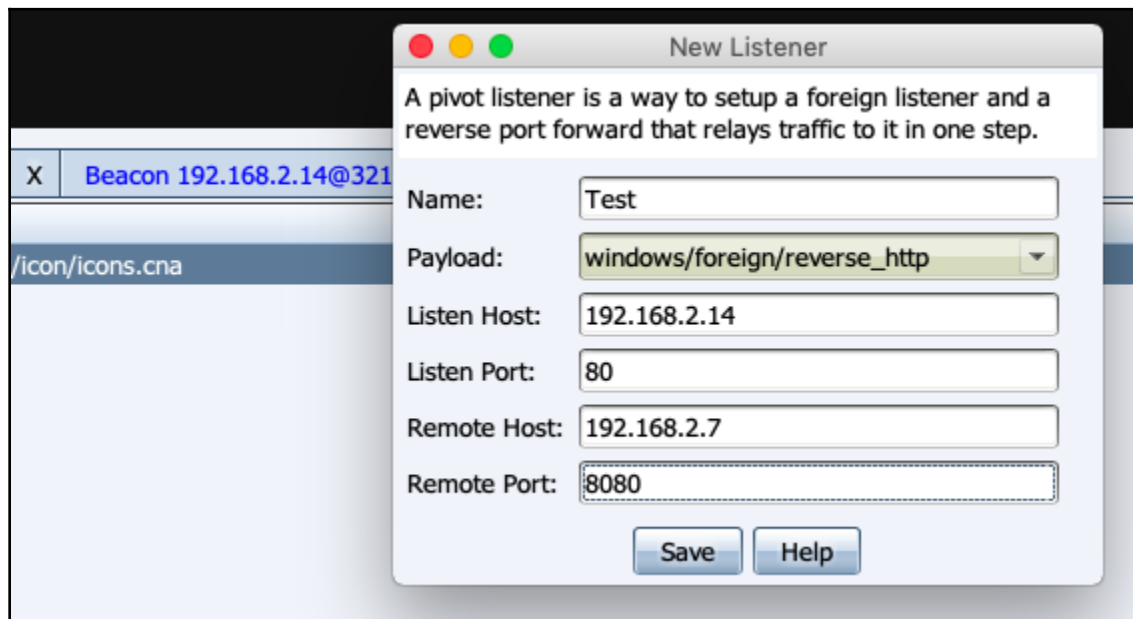 New Listener
A pivot listener is a way to setup a foreign listener and a
reverse port forward that relays traffic to it in one step.
X Beacon 192.168.2.14@321
/icon/icons.cna
Name: Test
Payload: windows/foreign/reverse_http
Listen Host: 192.168.2.14
Listen Port: 80
Remote Host: 192.168.2.7
Remote Port: 8080
Save Help